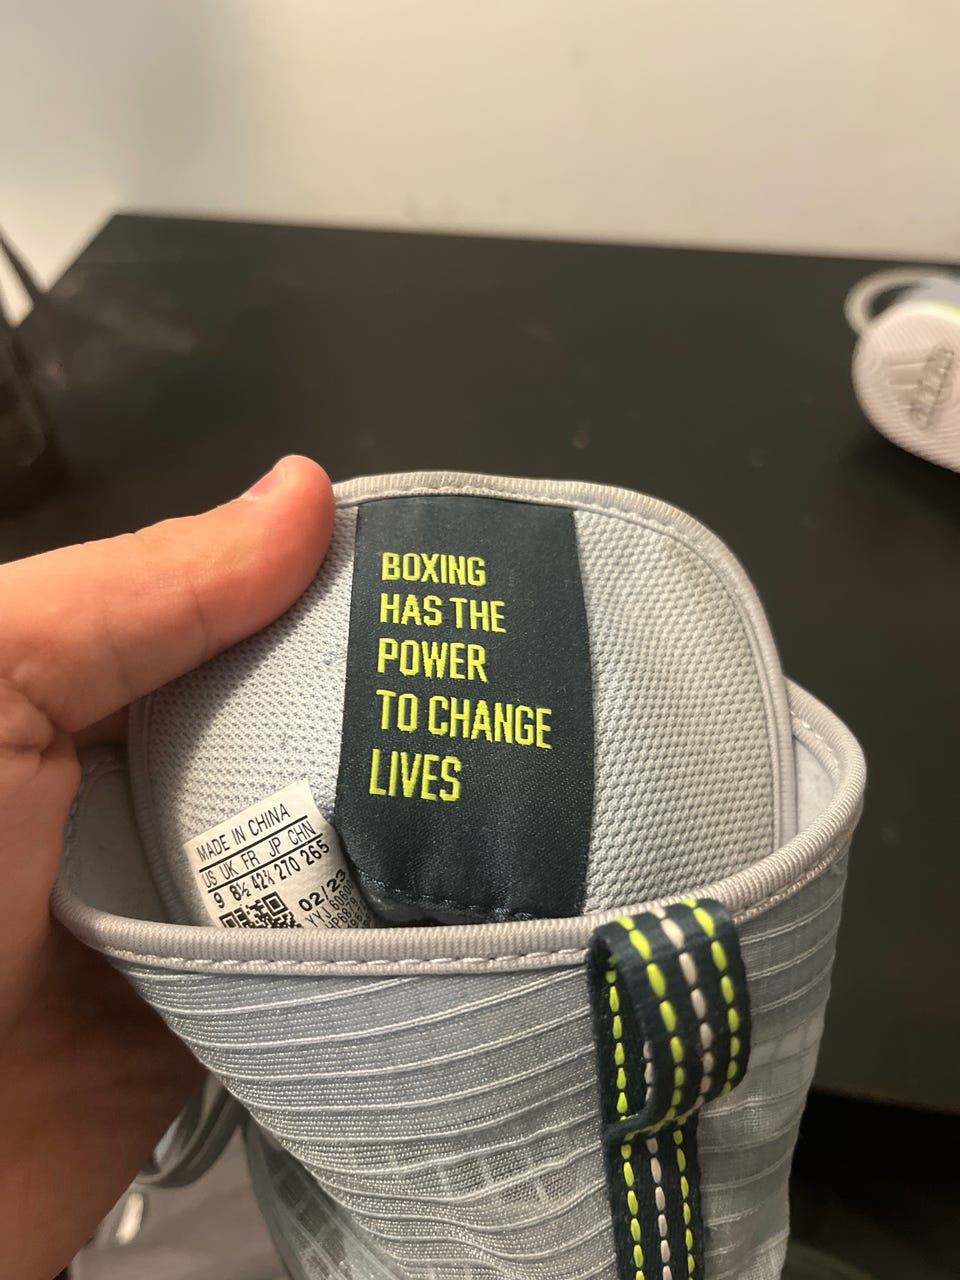 BOXING
HAS THE
POWER
TO CHANGE
LIVES
MADE IN CHINA
US UK FR JP CHN
9 8½ 42⅔ 270 265
02/23
adidas